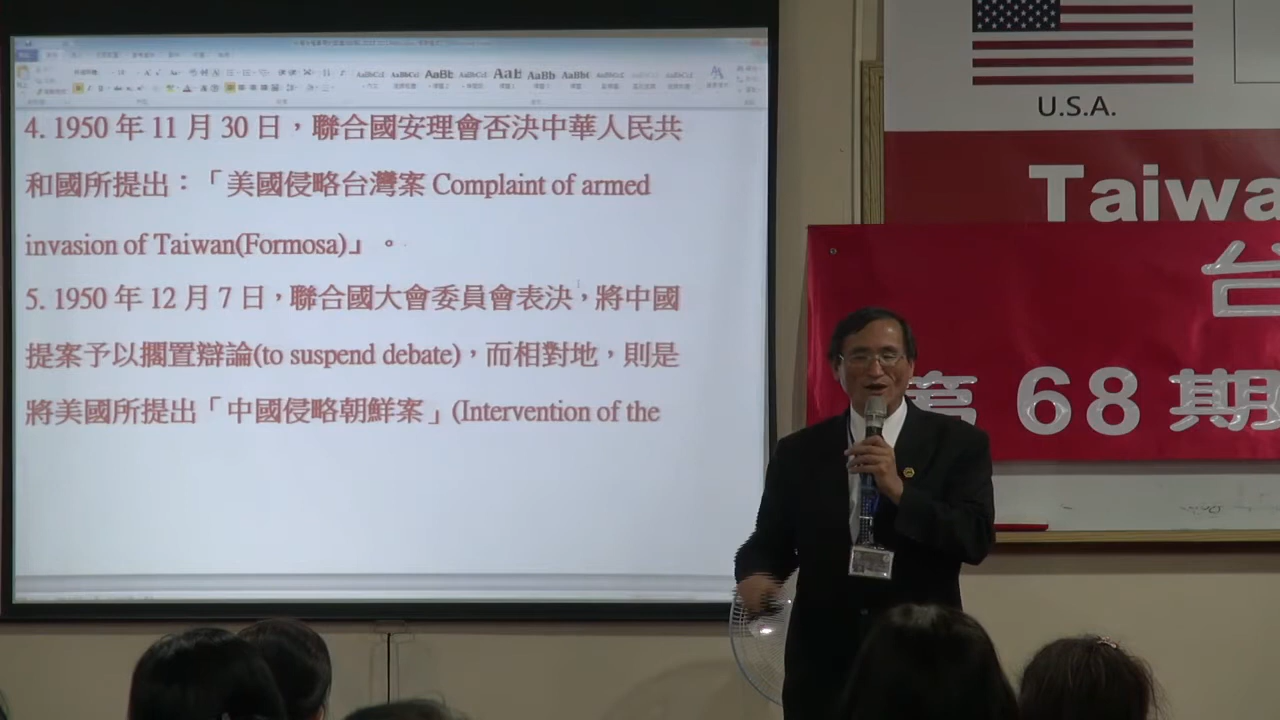 4. 1950 年 11 月 30 日，聯合國安理會否決中華人民共
和國所提出：「美國侵略台灣案 Complaint of armed
invasion of Taiwan(Formosa)」。
5. 1950 年 12 月 7 日，聯合國大會委員會表決，將中國
提案予以擱置辯論(to suspend debate)，而相對地，則是
將美國所提出「中國侵略朝鮮案」(Intervention of the
U.S.A.
Taiwa
台
第 68 期